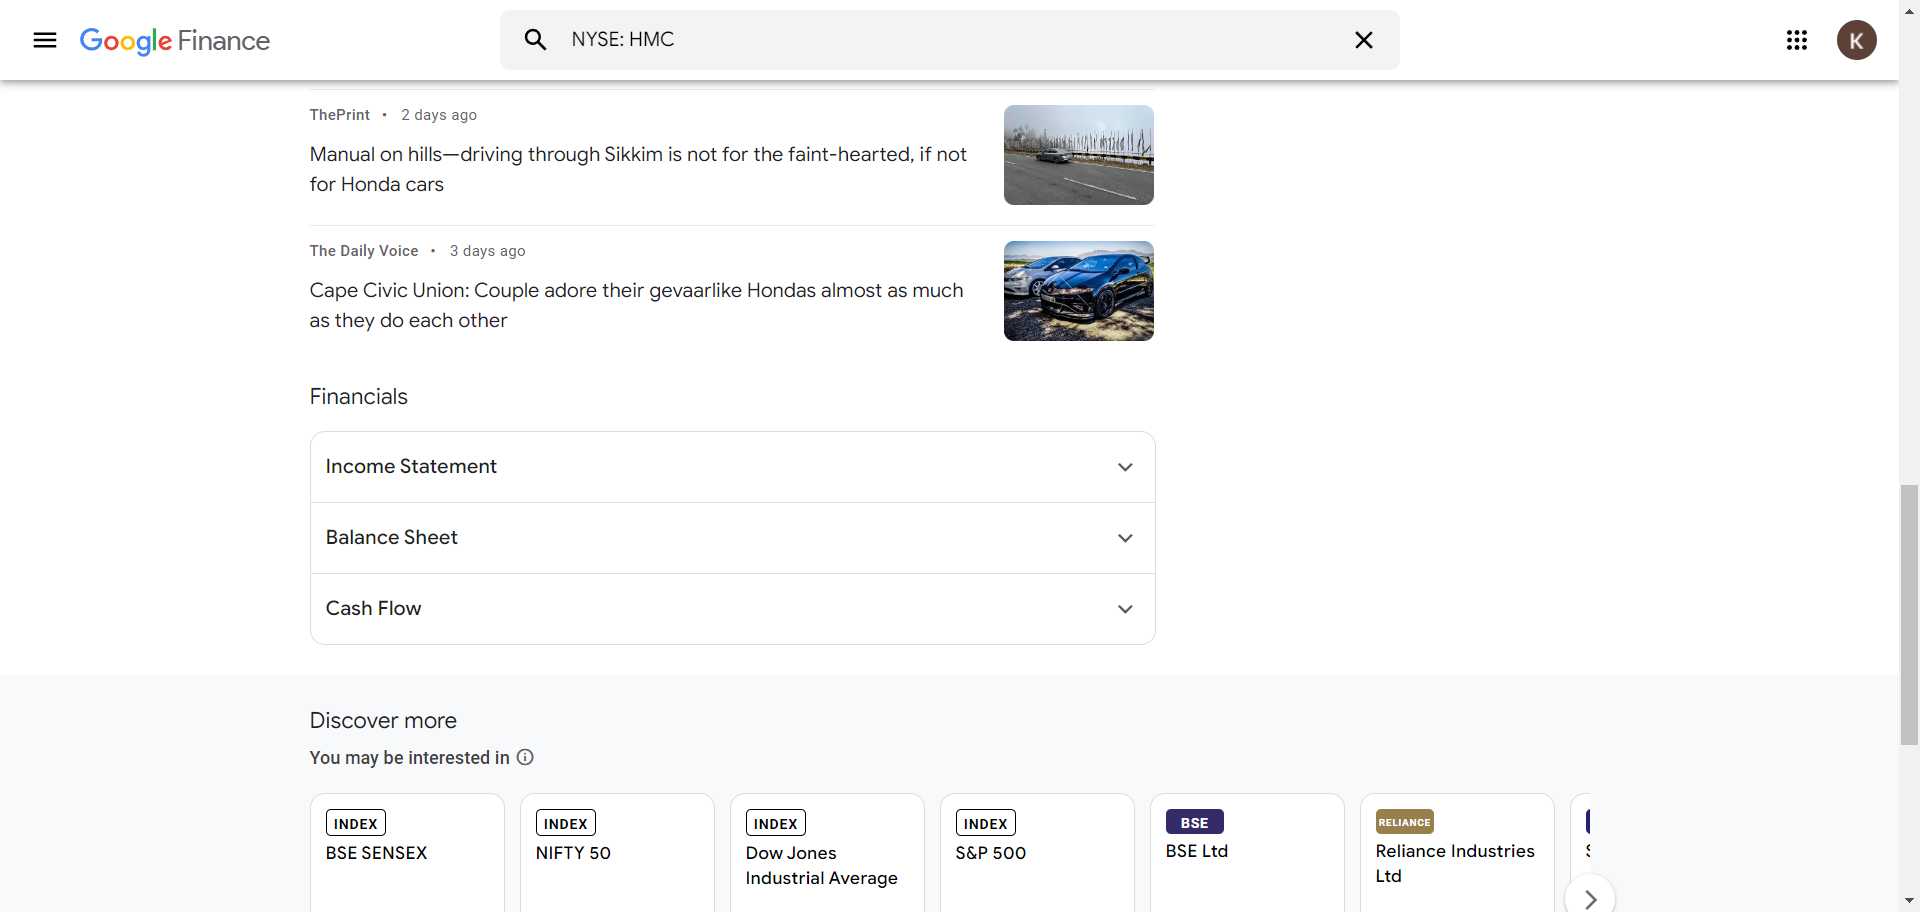 Google Finance
NYSE: HMC
K
ThePrint • 2 days ago
Manual on hills—driving through Sikkim is not for the faint-hearted, if not
for Honda cars
The Daily Voice • 3 days ago
Cape Civic Union: Couple adore their gevaarlike Hondas almost as much
as they do each other
Financials
Income Statement
Balance Sheet
Cash Flow
Discover more
You may be interested in
INDEX
BSE SENSEX
INDEX
NIFTY 50
INDEX
Dow Jones
Industrial Average
INDEX
S&P 500
BSE
BSE Ltd
RELIANCE
Reliance Industries
Ltd